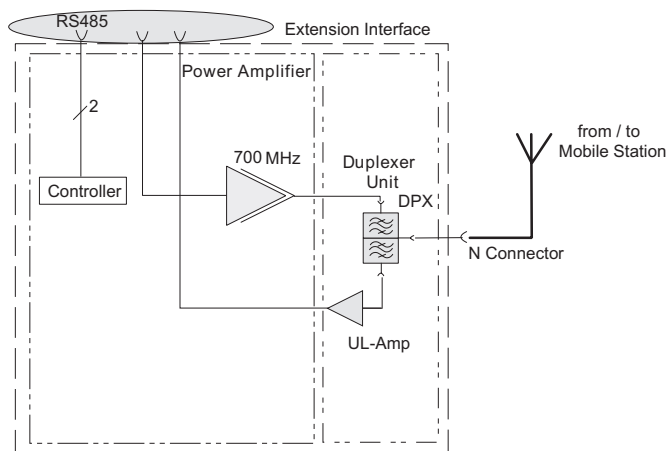 RS485
Extension Interface
Power Amplifier
2
700 MHz
Duplexer
Unit
DPX
from / to
Mobile Station
Controller
N Connector
UL-Amp